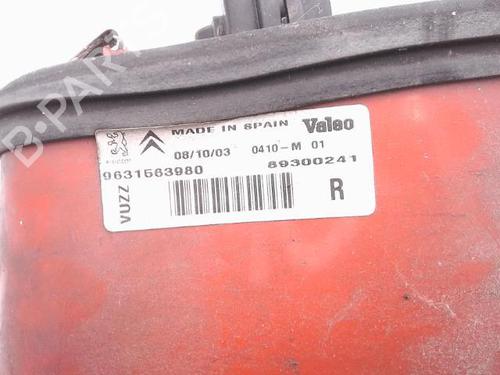 B-PARTS
MADE IN SPAIN Valeo
08/10/03 0410-M 01
9631563980 89300241
VUZZ
R